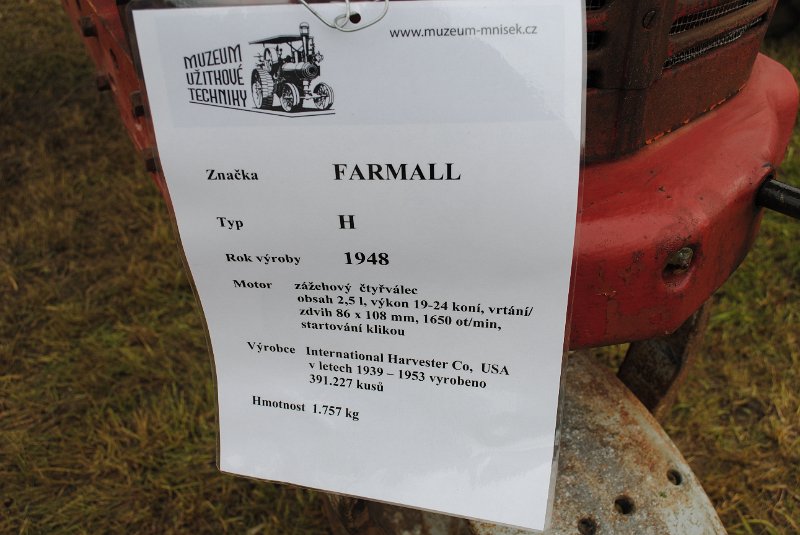 MUZEUM
UŽITKOVÉ
TECHNIKY
www.muzeum-mnisek.cz
Značka FARMALL
Typ H
Rok výroby 1948
Motor zážehový čtyřválec
obsah 2,5 l, výkon 19-24 koní, vrtání/
zdvih 86 x 108 mm, 1650 ot/min,
startování klikou
Výrobce International Harvester Co, USA
v letech 1939 – 1953 vyrobeno
391.227 kusů
Hmotnost 1.757 kg